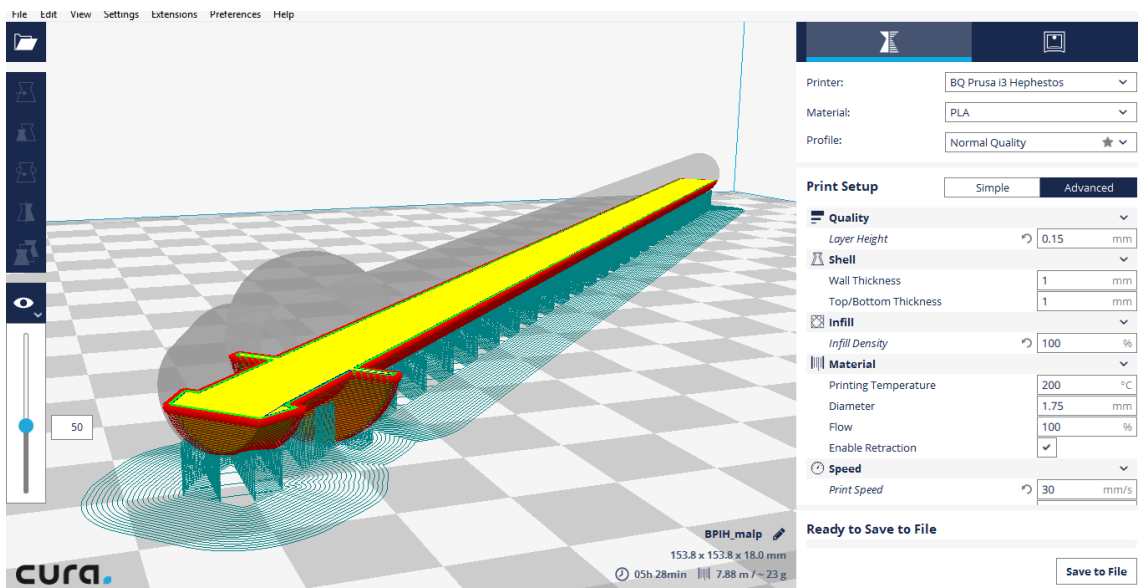 File Edit View Settings Extensions Preferences Help
Printer: BQ Prusa i3 Hephestos
Material: PLA
Profile: Normal Quality
Print Setup Simple Advanced
Quality
Layer Height 0.15 mm
Shell
Wall Thickness 1 mm
Top/Bottom Thickness 1 mm
Infill
Infill Density 100 %
Material
Printing Temperature 200 °C
Diameter 1.75 mm
Flow 100 %
Enable Retraction
Speed
Print Speed 30 mm/s
50
BPIH_malp
153.8 x 153.8 x 18.0 mm
05h 28min 7.88 m / ~ 23 g
Ready to Save to File
Save to File
cura.